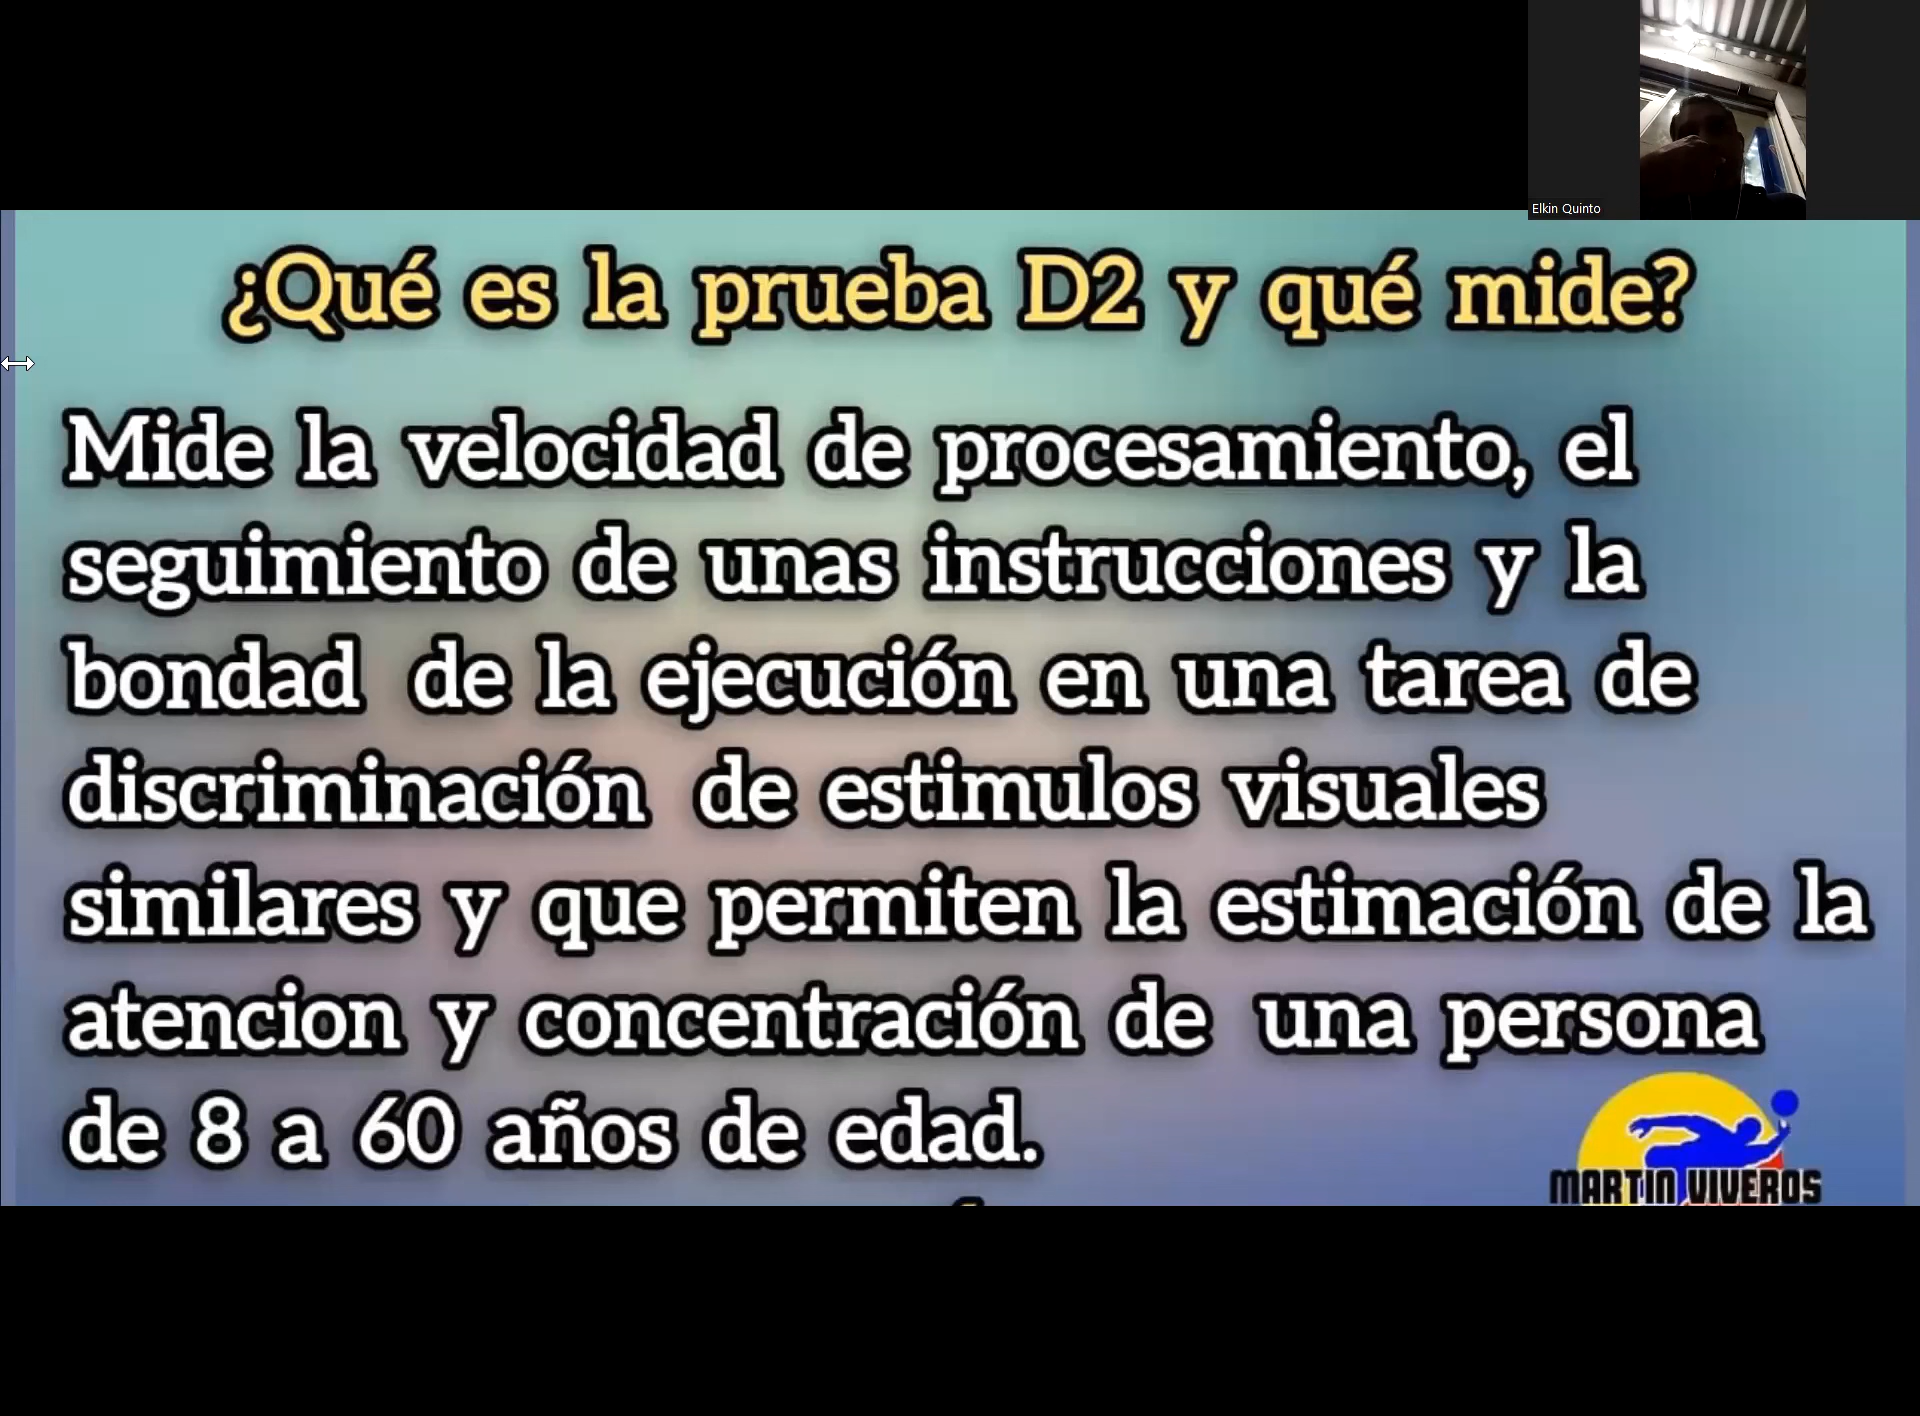 Elkin Quinto
¿Qué es la prueba D2 y qué mide?
Mide la velocidad de procesamiento, el
seguimiento de unas instrucciones y la
bondad de la ejecución en una tarea de
discriminación de estimulos visuales
similares y que permiten la estimación de la
atencion y concentración de una persona
de 8 a 60 años de edad.
MARTIN VIVEROS